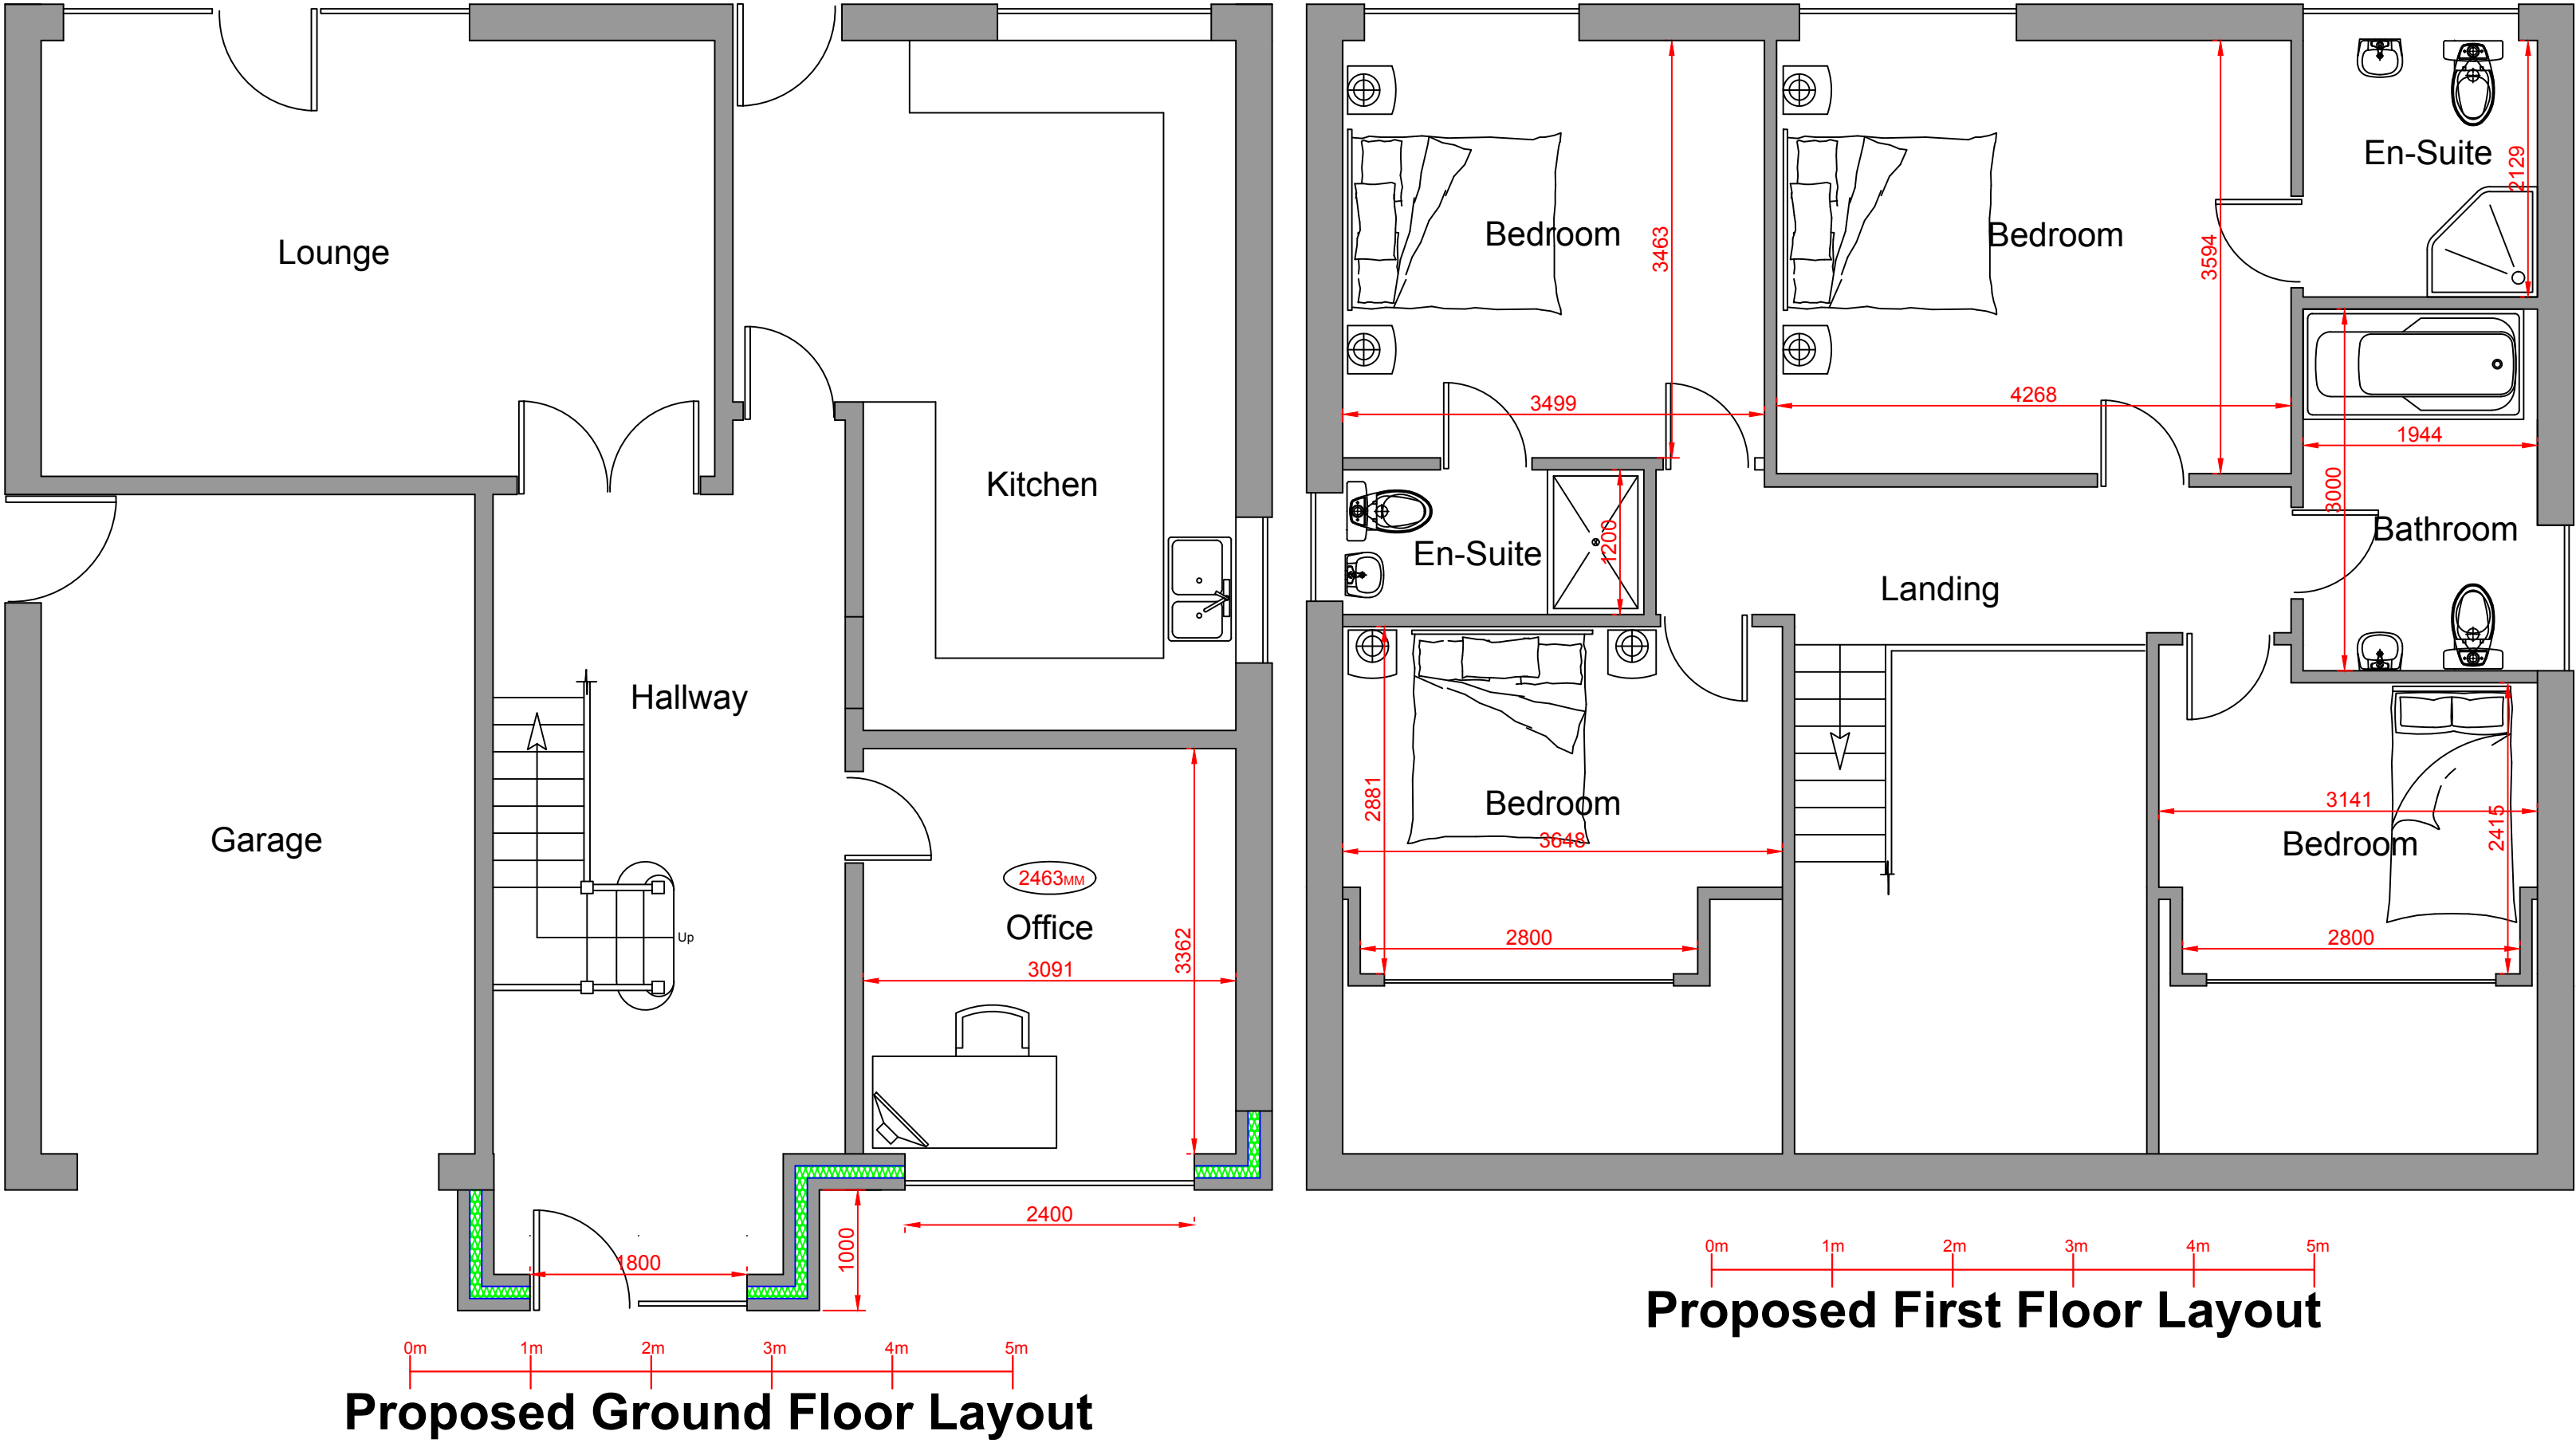 Lounge
Kitchen
Hallway
Garage
Up
2463MM
Office
3362
3091
2400
1800
1000
0m 1m 2m 3m 4m 5m
Proposed Ground Floor Layout
En-Suite
2129
Bedroom
3463
Bedroom
3594
3499
4268
1944
3000
Bathroom
En-Suite
1200
Landing
2881
Bedroom
3648
2800
3141
2415
Bedroom
2800
0m 1m 2m 3m 4m 5m
Proposed First Floor Layout